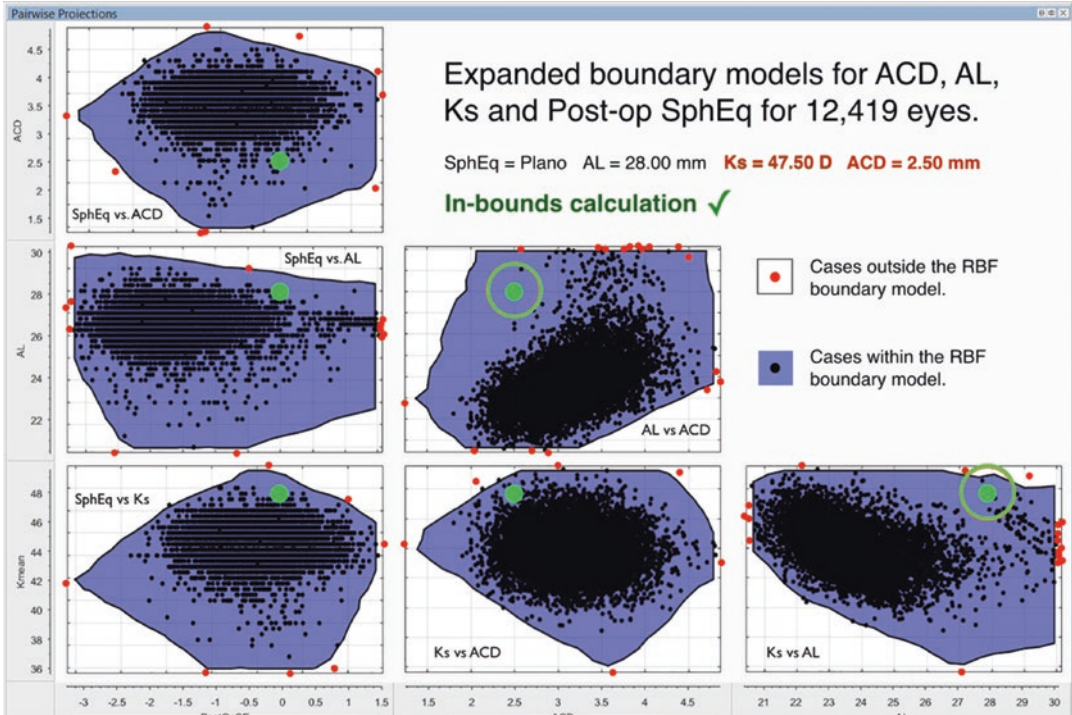 Pairwise Projections
Expanded boundary models for ACD, AL,
Ks and Post-op SphEq for 12,419 eyes.
SphEq = Plano AL = 28.00 mm Ks = 47.50 D ACD = 2.50 mm
In-bounds calculation ✓
ACD
4.5
4
3.5
3
2.5
2
1.5
SphEq vs. ACD
AL
30
28
26
24
22
SphEq vs. AL
AL vs ACD
Cases outside the RBF
boundary model.
Cases within the RBF
boundary model.
Kmean
48
46
44
42
40
38
36
SphEq vs Ks
Ks vs ACD
Ks vs AL
-3 -2.5 -2 -1.5 -1 -0.5 0 0.5 1 1.5
1.5 2 2.5 3 3.5 4 4.5
21 22 23 24 25 26 27 28 29 30